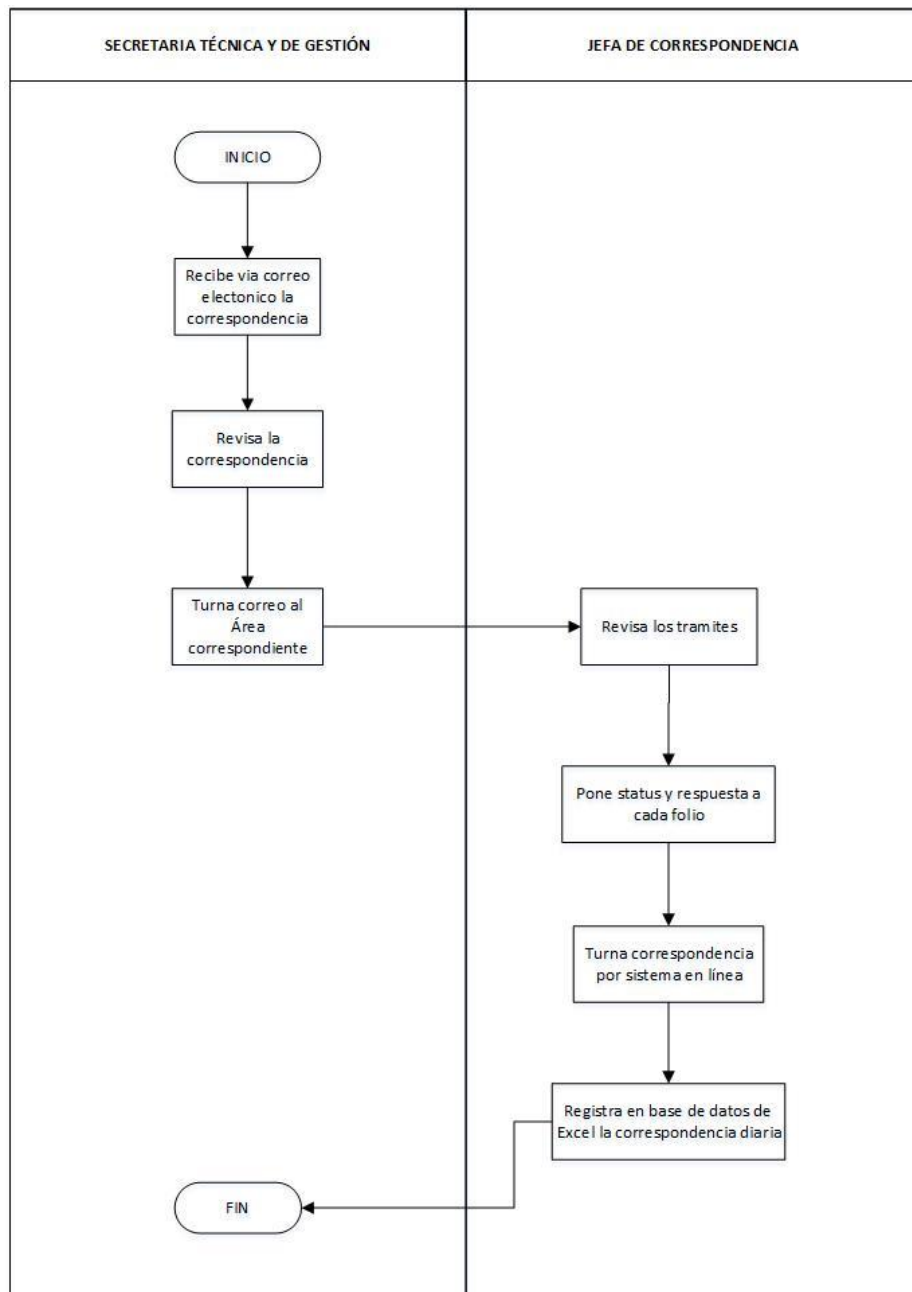 SECRETARIA TÉCNICA Y DE GESTIÓN
JEFA DE CORRESPONDENCIA
INICIO
Recibe via correo
electonico la
correspondencia
Revisa la
correspondencia
Turna correo al
Área
correspondiente
Revisa los tramites
Pone status y respuesta a
cada folio
Turna correspondencia
por sistema en línea
Registra en base de datos de
Excel la correspondencia diaria
FIN